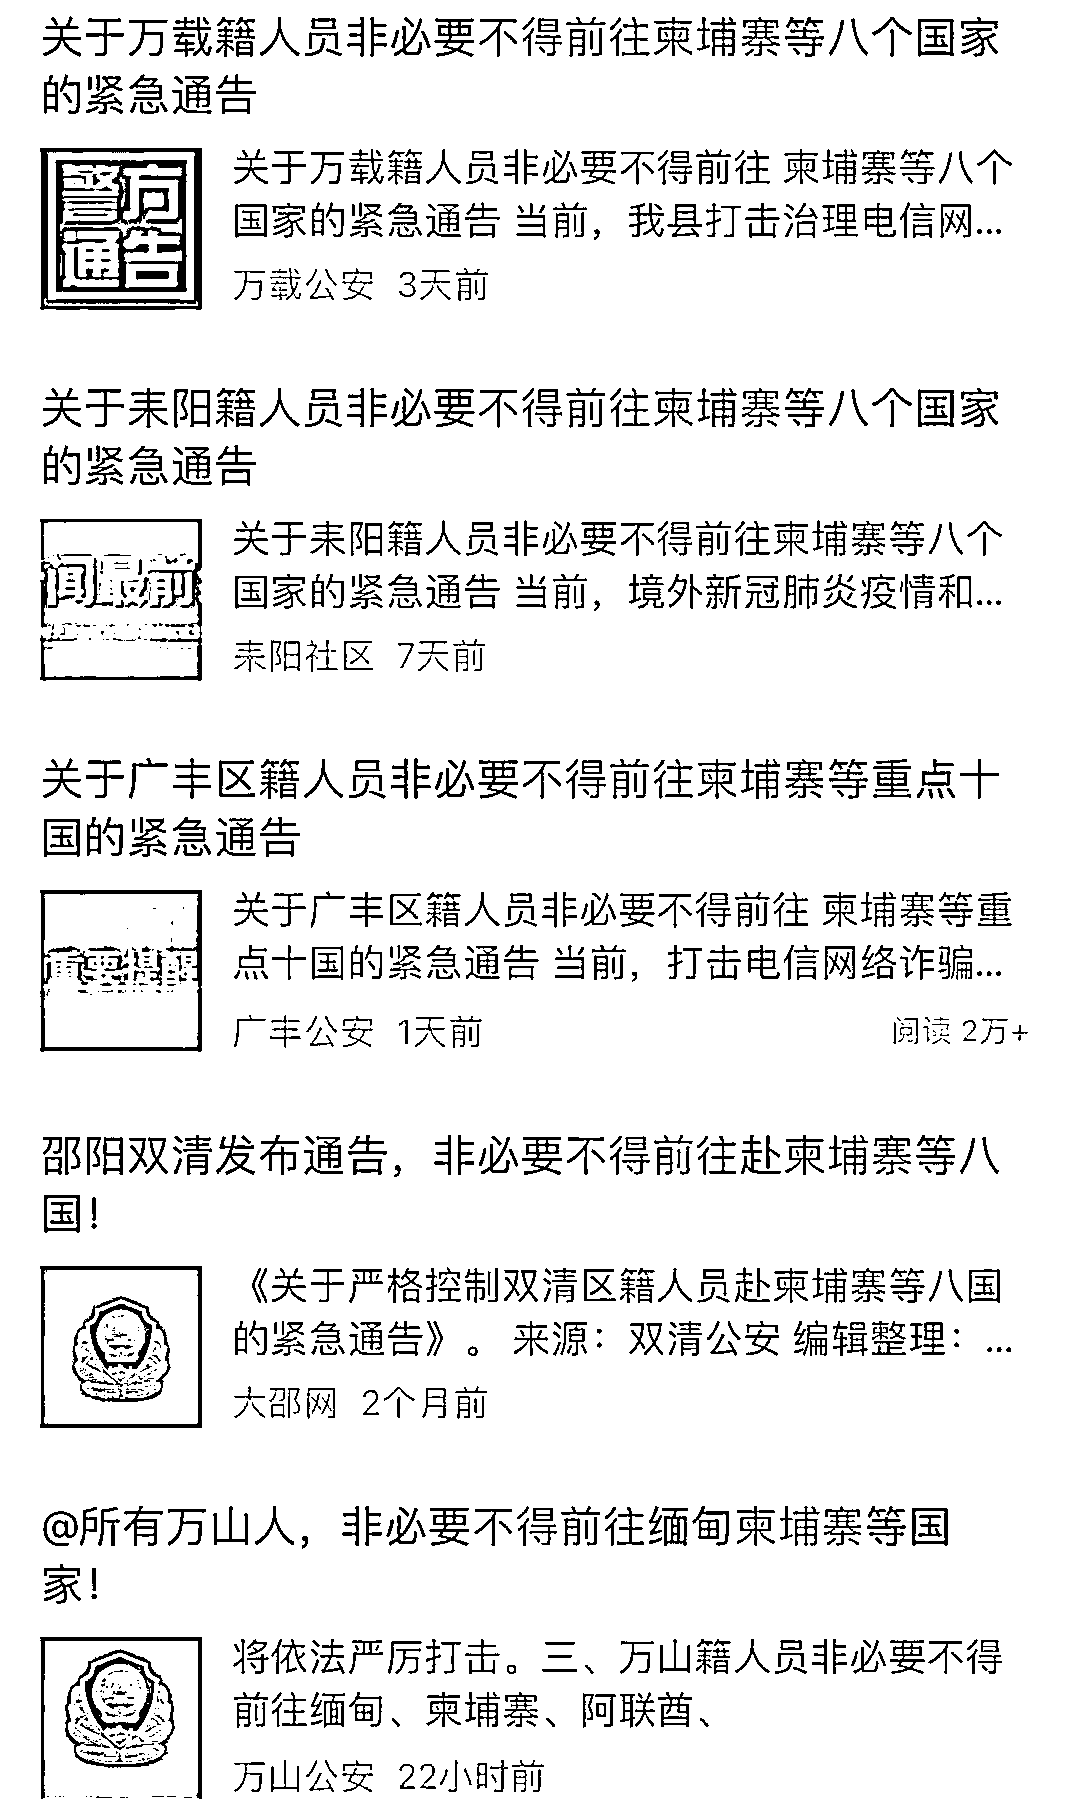 关于万载籍人员非必要不得前往柬埔寨等八个国家
的紧急通告
警方
通告
关于万载籍人员非必要不得前往 柬埔寨等八个
国家的紧急通告 当前，我县打击治理电信网...
万载公安 3天前
关于耒阳籍人员非必要不得前往柬埔寨等八个国家
的紧急通告
闻最前
关于耒阳籍人员非必要不得前往柬埔寨等八个
国家的紧急通告 当前，境外新冠肺炎疫情和...
耒阳社区 7天前
关于广丰区籍人员非必要不得前往柬埔寨等重点十
国的紧急通告
重要提醒
关于广丰区籍人员非必要不得前往 柬埔寨等重
点十国的紧急通告 当前，打击电信网络诈骗...
广丰公安 1天前 阅读 2万+
邵阳双清发布通告，非必要不得前往赴柬埔寨等八
国！
《关于严格控制双清区籍人员赴柬埔寨等八国
的紧急通告》。 来源：双清公安 编辑整理：...
大邵网 2个月前
@所有万山人，非必要不得前往缅甸柬埔寨等国
家！
将依法严厉打击。三、万山籍人员非必要不得
前往缅甸、柬埔寨、阿联酋、
万山公安 22小时前